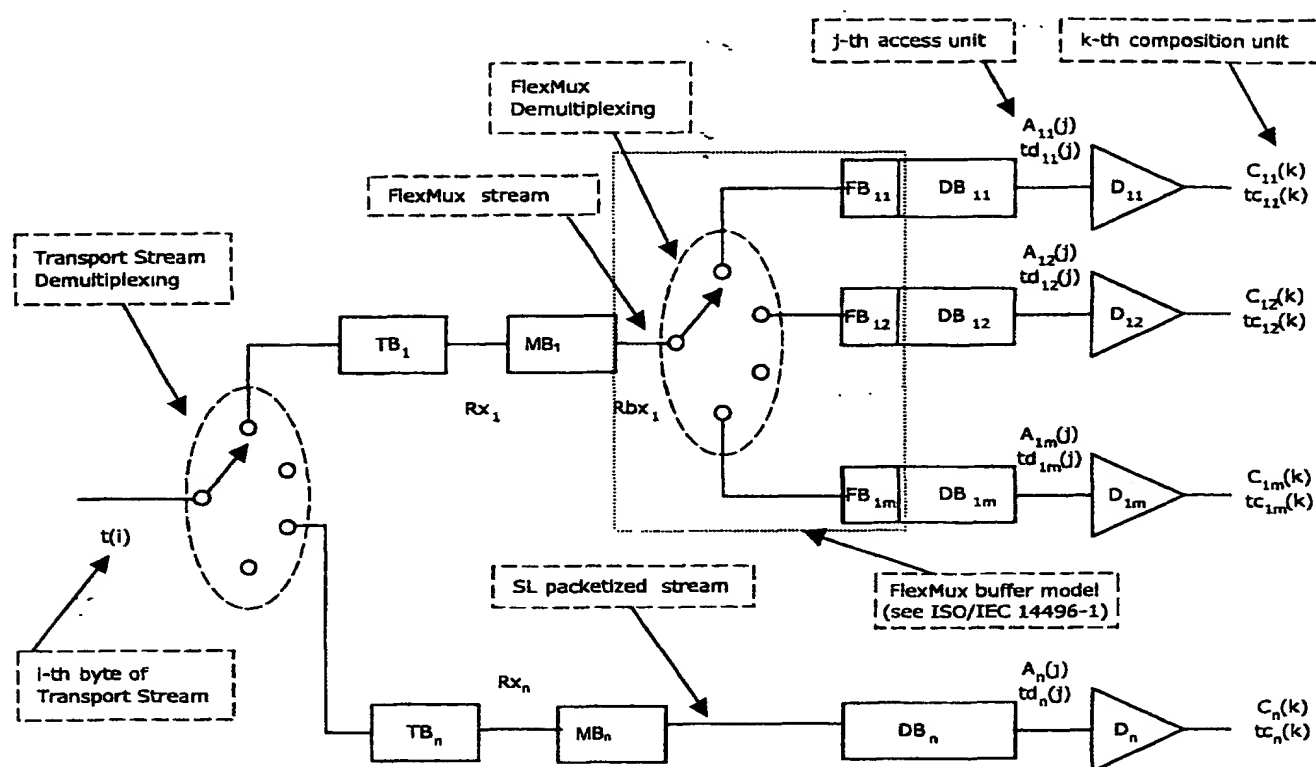 j-th access unit
k-th composition unit
FlexMux
Demultiplexing
A₁₁(j)
td₁₁(j)
C₁₁(k)
tc₁₁(k)
FB₁₁
DB₁₁
D₁₁
FlexMux stream
Transport Stream
Demultiplexing
A₁₂(j)
td₁₂(j)
C₁₂(k)
tc₁₂(k)
FB₁₂
DB₁₂
D₁₂
TB₁
MB₁
Rx₁
Rbx₁
A₁ₘ(j)
td₁ₘ(j)
C₁ₘ(k)
tc₁ₘ(k)
FB₁ₘ
DB₁ₘ
D₁ₘ
t(i)
SL packetized stream
FlexMux buffer model
(see ISO/IEC 14496-1)
i-th byte of
Transport Stream
Rxₙ
Aₙ(j)
tdₙ(j)
Cₙ(k)
tcₙ(k)
TBₙ
MBₙ
DBₙ
Dₙ